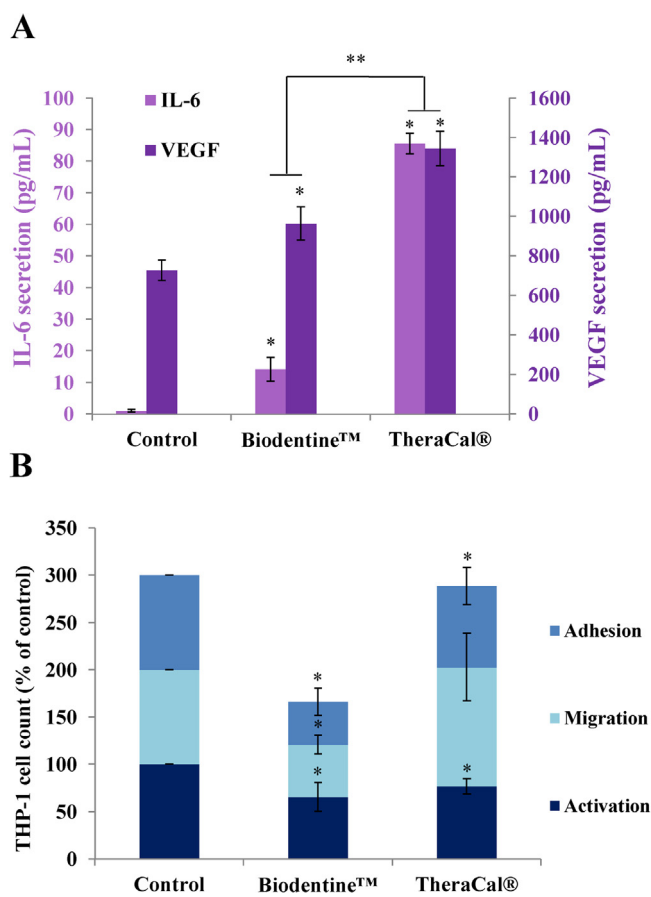 A
**
IL-6
VEGF
IL-6 secretion (pg/mL)
100
90
80
70
60
50
40
30
20
10
0
* * * *
VEGF secretion (pg/mL)
1600
1400
1200
1000
800
600
400
200
0
Control Biodentine™ TheraCal®
B
THP-1 cell count (% of control)
350
300
250
200
150
100
50
0
* * * * *
Adhesion
Migration
Activation
Control Biodentine™ TheraCal®